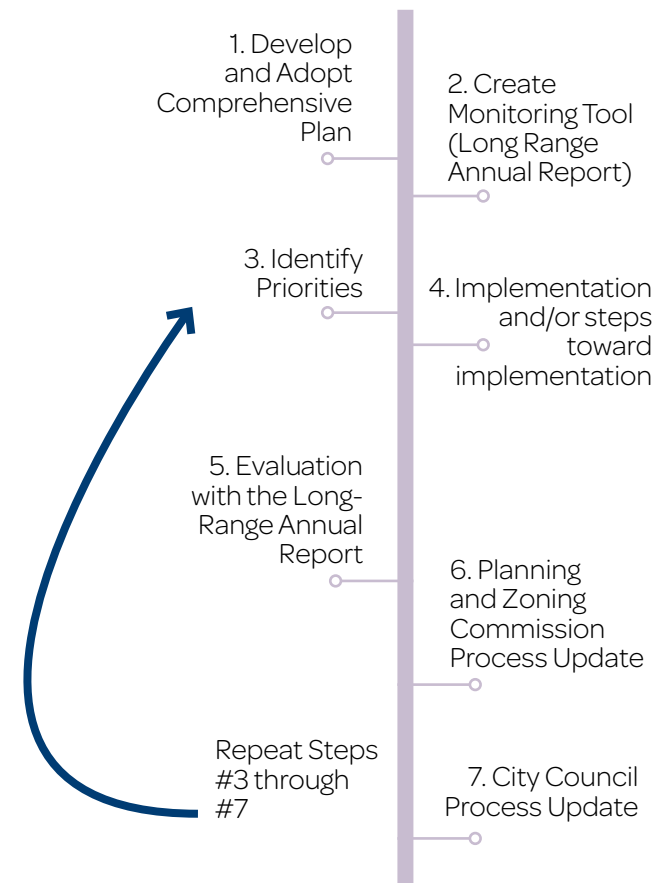 1. Develop
and Adopt
Comprehensive
Plan
2. Create
Monitoring Tool
(Long Range
Annual Report)
3. Identify
Priorities
4. Implementation
and/or steps
toward
implementation
5. Evaluation
with the Long-
Range Annual
Report
6. Planning
and Zoning
Commission
Process Update
Repeat Steps
#3 through
#7
7. City Council
Process Update